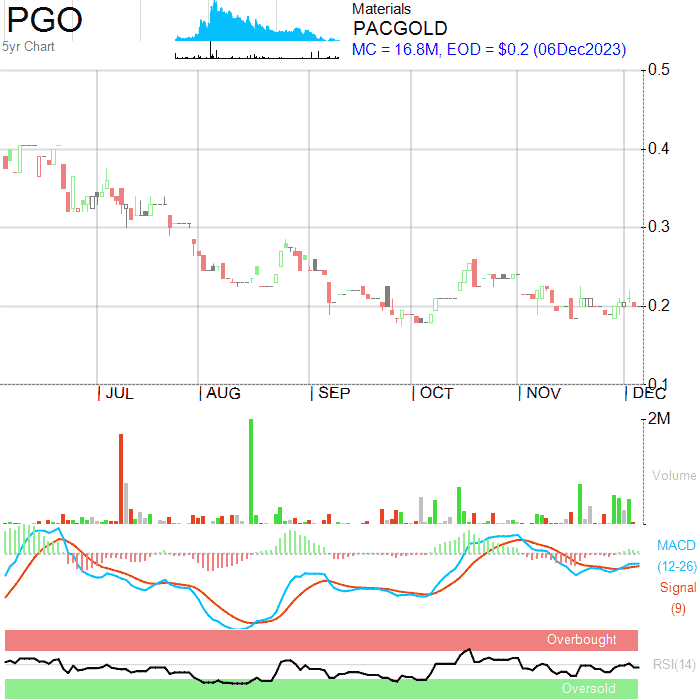 PGO
5yr Chart
Materials
PACGOLD
MC = 16.8M, EOD = $0.2 (06Dec2023)
0.5
0.4
0.3
0.2
0.1
JUL AUG SEP OCT NOV DEC
2M
Volume
MACD
(12-26)
Signal
(9)
Overbought
RSI(14)
Oversold